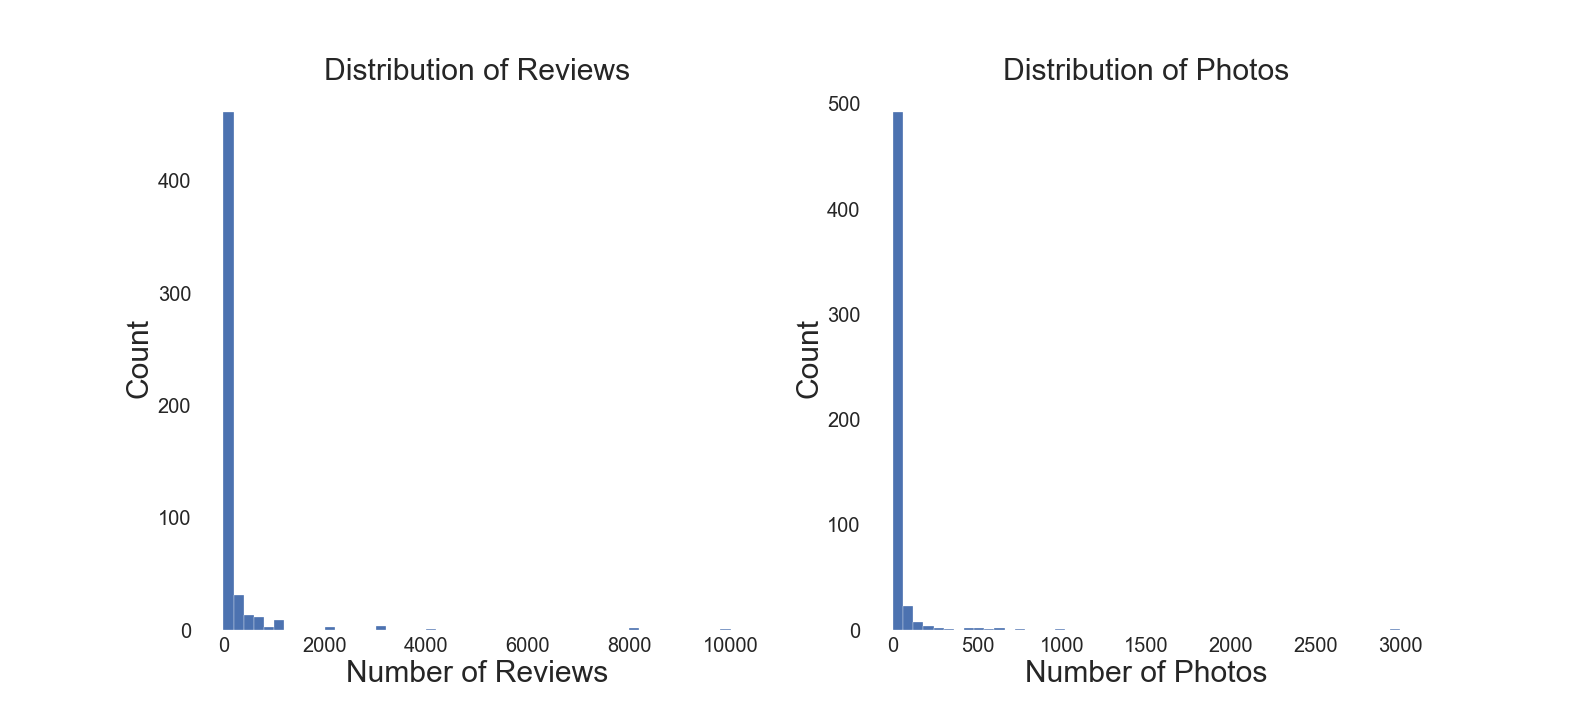 Distribution of Reviews
Count
400
300
200
100
0
0 2000 4000 6000 8000 10000
Number of Reviews
Distribution of Photos
Count
500
400
300
200
100
0
0 500 1000 1500 2000 2500 3000
Number of Photos